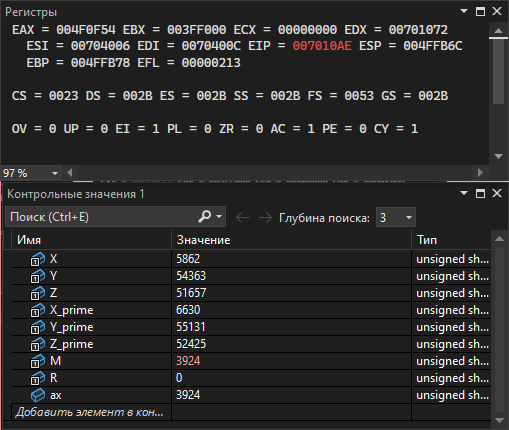 Регистры
EAX = 004F0F54 EBX = 003FF000 ECX = 00000000 EDX = 00701072
ESI = 00704006 EDI = 0070400C EIP = 007010AE ESP = 004FFB6C
EBP = 004FFB78 EFL = 00000213
CS = 0023 DS = 002B ES = 002B SS = 002B FS = 0053 GS = 002B
OV = 0 UP = 0 EI = 1 PL = 0 ZR = 0 AC = 1 PE = 0 CY = 1
97 %
Контрольные значения 1
Поиск (Ctrl+E) Глубина поиска: 3
Имя Значение Тип
X 5862 unsigned sh...
Y 54363 unsigned sh...
Z 51657 unsigned sh...
X_prime 6630 unsigned sh...
Y_prime 55131 unsigned sh...
Z_prime 52425 unsigned sh...
M 3924 unsigned sh...
R 0 unsigned sh...
ax 3924 unsigned sh...
Добавить элемент в кон...